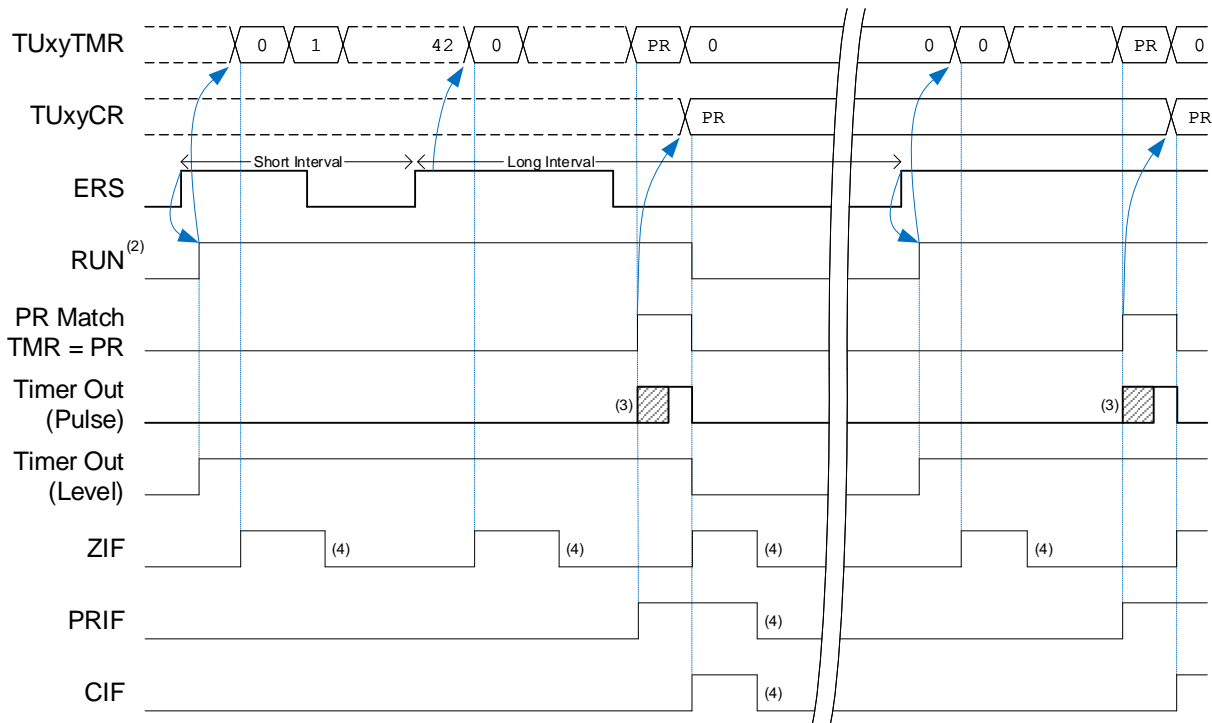 TUxyTMR 0 1 42 0 PR 0 0 0 PR 0
TUxyCR PR PR
Short Interval Long Interval
ERS
RUN(2)
PR Match
TMR = PR
Timer Out
(Pulse) (3) (3)
Timer Out
(Level)
ZIF (4) (4) (4) (4)
PRIF (4)
CIF (4)